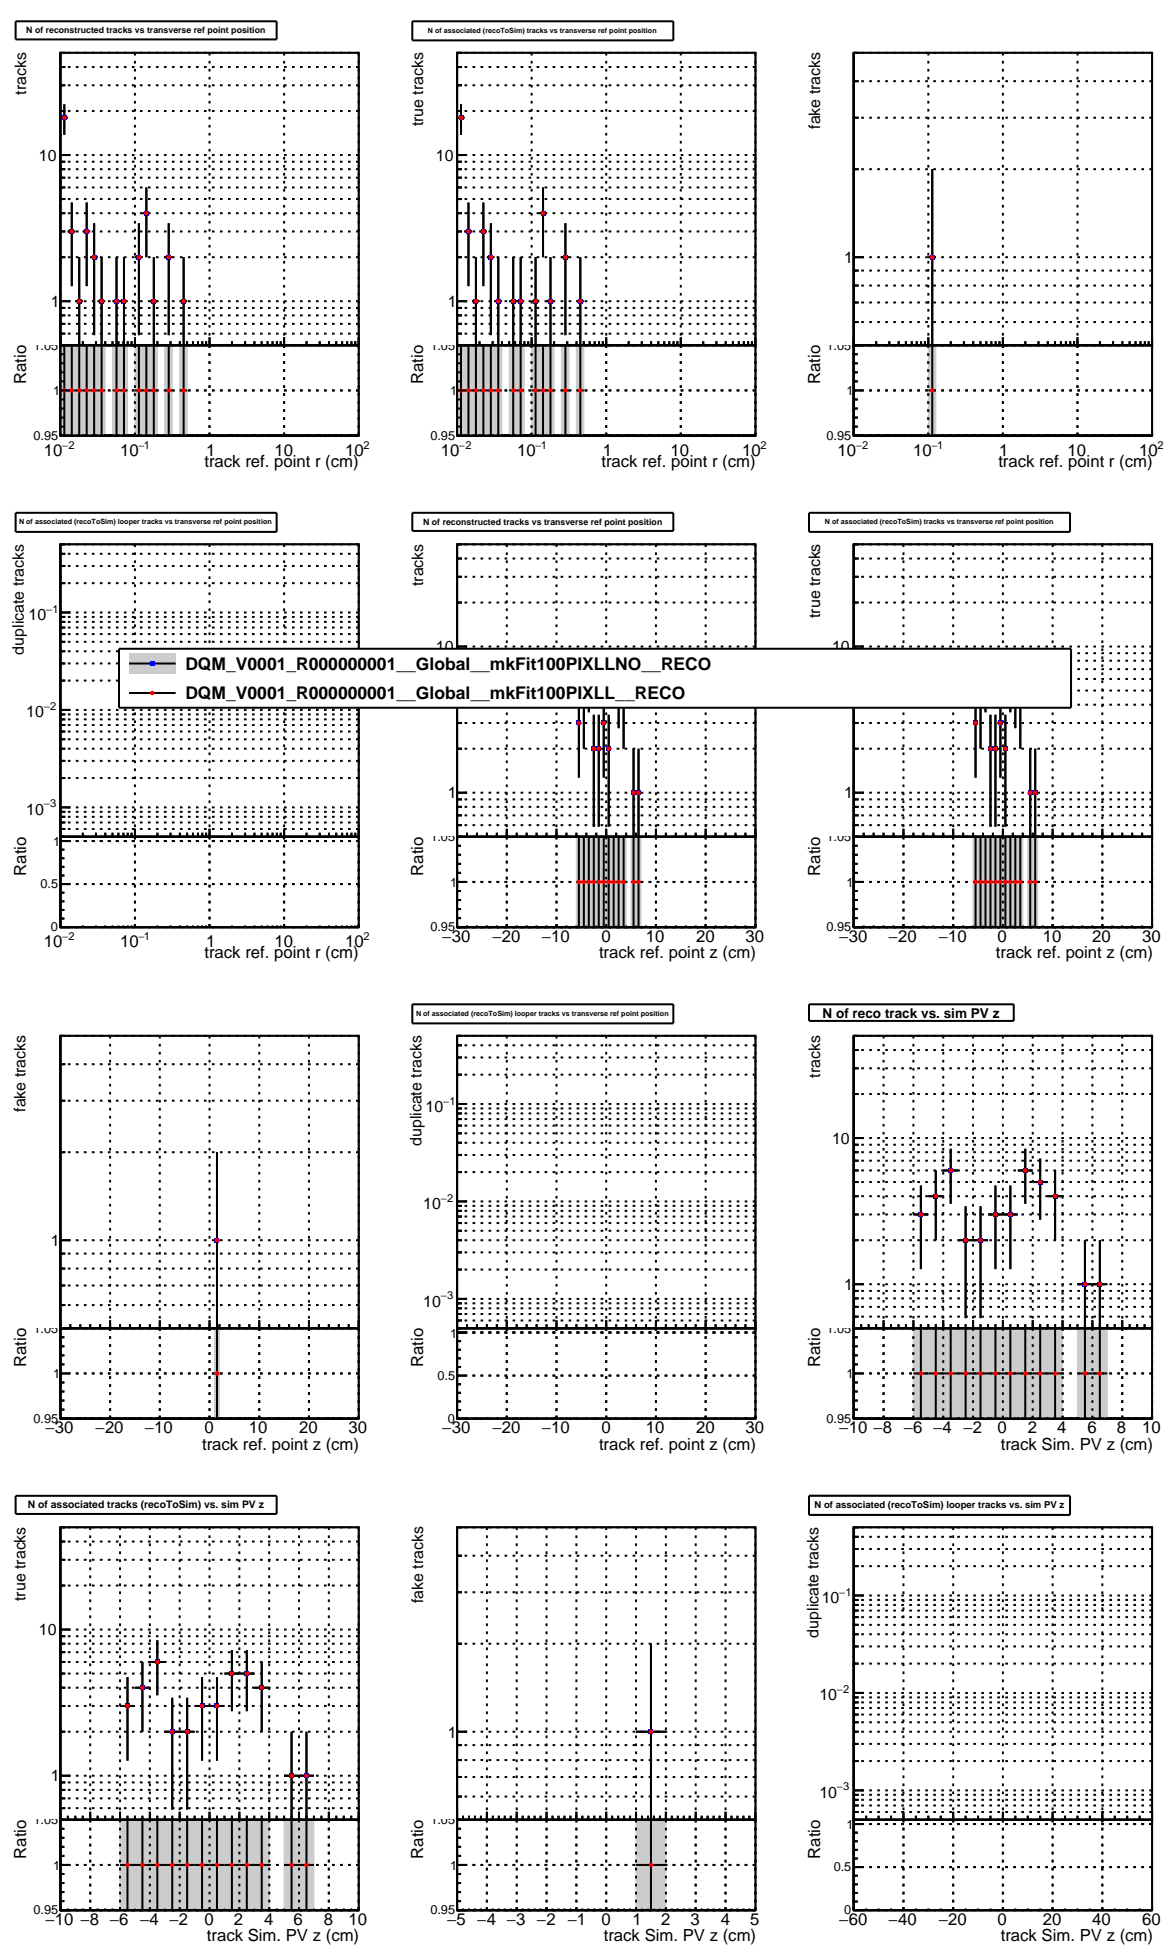 N of reconstructed tracks vs transverse ref point position
N of associated (recoToSim) tracks vs transverse ref point position
tracks
true tracks
fake tracks
10
1
10
1
1
Ratio
1.05
1
0.95
Ratio
1.05
1
0.95
Ratio
1.05
1
0.95
10−2 10−1 1 10 102
10−2 10−1 1 10 102
10−2 10−1 1 10 102
track ref. point r (cm)
track ref. point r (cm)
track ref. point r (cm)
N of associated (recoToSim) looper tracks vs transverse ref point position
N of reconstructed tracks vs transverse ref point position
N of associated (recoToSim) tracks vs transverse ref point position
duplicate tracks
tracks
true tracks
10−1
10
DQM_V0001_R000000001__Global__mkFit100PIXLLNO__RECO
DQM_V0001_R000000001__Global__mkFit100PIXLL__RECO
10−2
10−3
1
1
Ratio
1
0.5
0
Ratio
1.05
1
0.95
Ratio
1.05
1
0.95
10−2 10−1 1 10 102
−30 −20 −10 0 10 20 30
−30 −20 −10 0 10 20 30
track ref. point r (cm)
track ref. point z (cm)
track ref. point z (cm)
N of associated (recoToSim) looper tracks vs transverse ref point position
N of reco track vs. sim PV z
fake tracks
duplicate tracks
tracks
1
10−1
10−2
10−3
10
1
Ratio
1.05
1
0.95
Ratio
1
0.5
0
Ratio
1.05
1
0.95
−30 −20 −10 0 10 20 30
−30 −20 −10 0 10 20 30
−10 −8 −6 −4 −2 0 2 4 6 8 10
track ref. point z (cm)
track ref. point z (cm)
track Sim. PV z (cm)
N of associated tracks (recoToSim) vs. sim PV z
N of associated (recoToSim) looper tracks vs. sim PV z
true tracks
fake tracks
duplicate tracks
10
1
1
10−1
10−2
10−3
Ratio
1.05
1
0.95
Ratio
1.05
1
0.95
Ratio
1
0.5
0
−10 −8 −6 −4 −2 0 2 4 6 8 10
−5 −4 −3 −2 −1 0 1 2 3 4 5
−60 −40 −20 0 20 40 60
track Sim. PV z (cm)
track Sim. PV z (cm)
track Sim. PV z (cm)